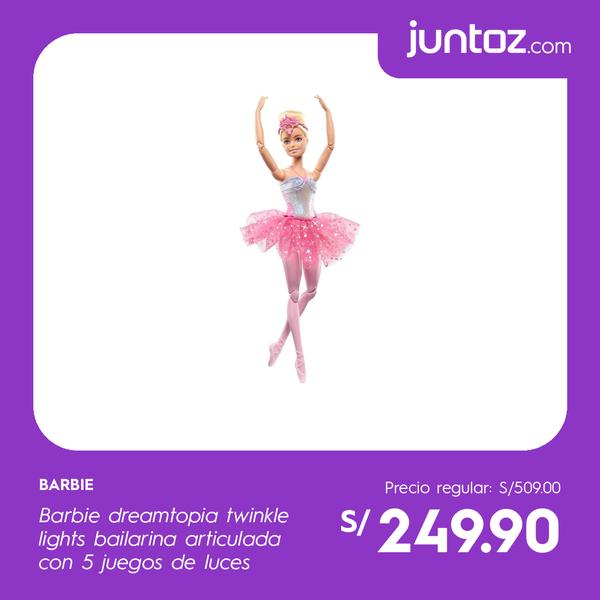 juntoz.com
BARBIE
Barbie dreamtopia twinkle
lights bailarina articulada
con 5 juegos de luces
Precio regular: S/509.00
S/249.90